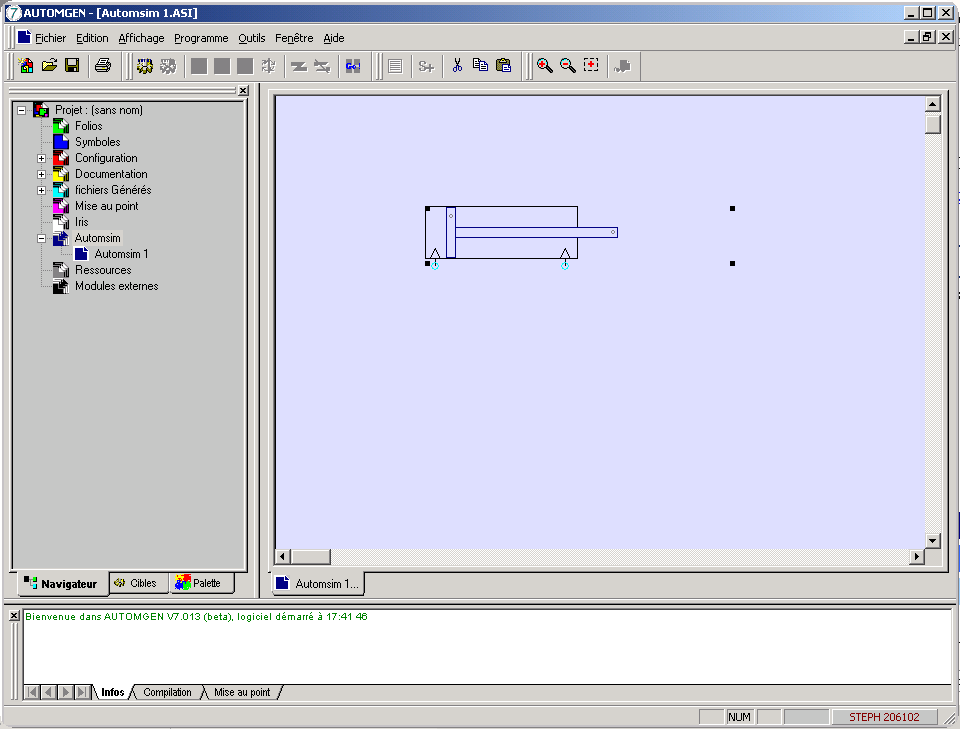 AUTOMGEN - [Automsim 1.ASI]
Fichier Edition Affichage Programme Outils Fenêtre Aide
S+
Projet : (sans nom)
Folios
Symboles
Configuration
Documentation
fichiers Générés
Mise au point
Iris
Automsim
Automsim 1
Ressources
Modules externes
Navigateur Cibles Palette
Automsim 1...
Bienvenue dans AUTOMGEN V7.013 (beta), logiciel démarré à 17:41 46
Infos Compilation Mise au point
NUM STEPH 206102